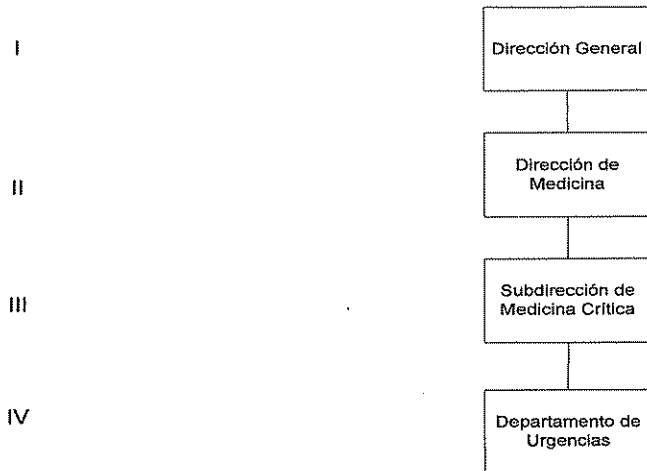 I
Dirección General
II
Dirección de
Medicina
III
Subdirección de
Medicina Crítica
IV
Departamento de
Urgencias